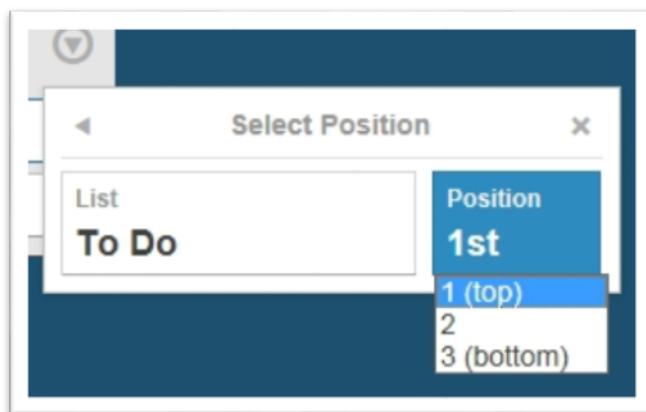 Select Position
List
To Do
Position
1st
1 (top)
2
3 (bottom)